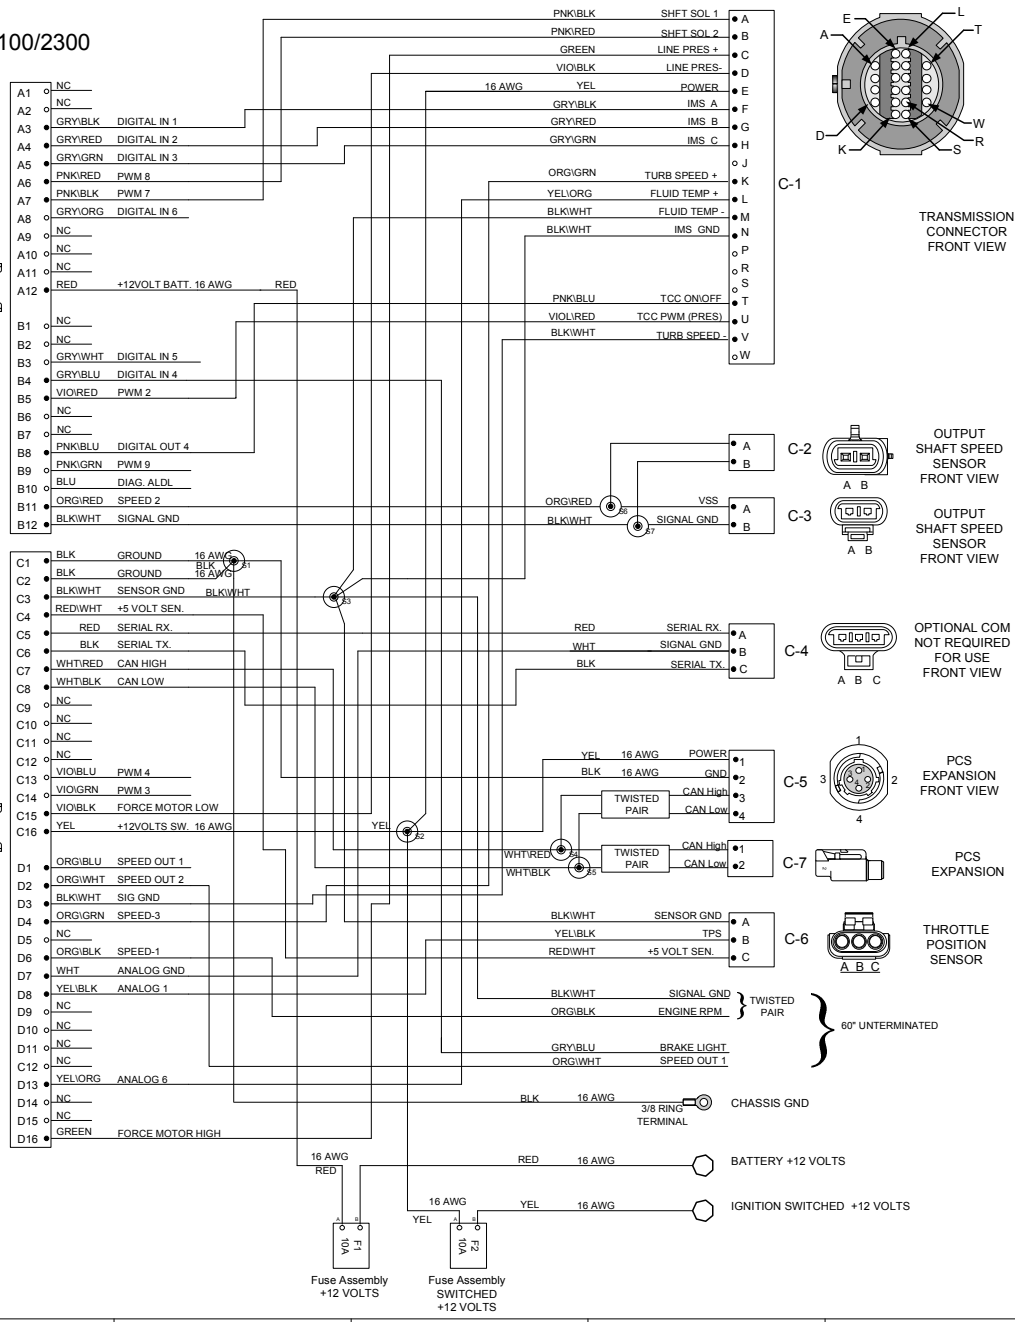 100/2300
A1 NC
A2 NC
A3 GRY\BLK DIGITAL IN 1
A4 GRY\RED DIGITAL IN 2
A5 GRY\GRN DIGITAL IN 3
A6 PNK\RED PWM 8
A7 PNK\BLK PWM 7
A8 GRY\ORG DIGITAL IN 6
A9 NC
A10 NC
A11 NC
A12 RED +12VOLT BATT. 16 AWG RED
B1 NC
B2 NC
B3 GRY\WHT DIGITAL IN 5
B4 GRY\BLU DIGITAL IN 4
B5 VIO\RED PWM 2
B6 NC
B7 NC
B8 PNK\BLU DIGITAL OUT 4
B9 PNK\GRN PWM 9
B10 BLU DIAG. ALDL
B11 ORG\RED SPEED 2
B12 BLK\WHT SIGNAL GND
C1 BLK GROUND 16 AWG
BLK S1
C2 BLK GROUND 16 AWG
C3 BLK\WHT SENSOR GND BLK\WHT S3
C4 RED\WHT +5 VOLT SEN.
C5 RED SERIAL RX.
C6 BLK SERIAL TX.
C7 WHT\RED CAN HIGH
C8 WHT\BLK CAN LOW
C9 NC
C10 NC
C11 NC
C12 NC
C13 VIO\BLU PWM 4
C14 VIO\GRN PWM 3
C15 VIO\BLK FORCE MOTOR LOW
C16 YEL +12VOLTS SW. 16 AWG YEL S2
D1 ORG\BLU SPEED OUT 1
D2 ORG\WHT SPEED OUT 2
D3 BLK\WHT SIG GND
D4 ORG\GRN SPEED-3
D5 NC
D6 ORG\BLK SPEED-1
D7 WHT ANALOG GND
D8 YEL\BLK ANALOG 1
D9 NC
D10 NC
D11 NC
C12 NC
D13 YEL\ORG ANALOG 6
D14 NC
D15 NC
D16 GREEN FORCE MOTOR HIGH
PNK\BLK SHFT SOL 1 A
PNK\RED SHFT SOL 2 B
GREEN LINE PRES + C
VIO\BLK LINE PRES- D
16 AWG YEL POWER E
GRY\BLK IMS A F
GRY\RED IMS B G
GRY\GRN IMS C H
J
ORG\GRN TURB SPEED + K
C-1
YEL\ORG FLUID TEMP + L
BLK\WHT FLUID TEMP - M
BLK\WHT IMS GND N
P
R
S
PNK\BLU TCC ON\OFF T
VIOL\RED TCC PWM (PRES) U
BLK\WHT TURB SPEED - V
W
E L
A T
D W
K S R
TRANSMISSION
CONNECTOR
FRONT VIEW
A
B
C-2
A B
OUTPUT
SHAFT SPEED
SENSOR
FRONT VIEW
ORG\RED S6 VSS A
BLK\WHT S7 SIGNAL GND B
C-3
A B
OUTPUT
SHAFT SPEED
SENSOR
FRONT VIEW
RED SERIAL RX. A
WHT SIGNAL GND B
BLK SERIAL TX. C
C-4
A B C
OPTIONAL COM
NOT REQUIRED
FOR USE
FRONT VIEW
YEL 16 AWG POWER 1
BLK 16 AWG GND 2
TWISTED
PAIR
CAN High 3
CAN Low 4
C-5
1
3 2
4
PCS
EXPANSION
FRONT VIEW
WHT\RED S4
WHT\BLK S5
TWISTED
PAIR
CAN High 1
CAN Low 2
C-7
PCS
EXPANSION
BLK\WHT SENSOR GND A
YEL\BLK TPS B
RED\WHT +5 VOLT SEN. C
C-6
A B C
THROTTLE
POSITION
SENSOR
BLK\WHT SIGNAL GND
ORG\BLK ENGINE RPM
TWISTED
PAIR
GRY\BLU BRAKE LIGHT
ORG\WHT SPEED OUT 1
60" UNTERMINATED
BLK 16 AWG
3/8 RING
TERMINAL
CHASSIS GND
16 AWG
RED
RED 16 AWG BATTERY +12 VOLTS
16 AWG
YEL
YEL 16 AWG IGNITION SWITCHED +12 VOLTS
A B
10A F1
Fuse Assembly
+12 VOLTS
A B
10A F2
Fuse Assembly
SWITCHED
+12 VOLTS